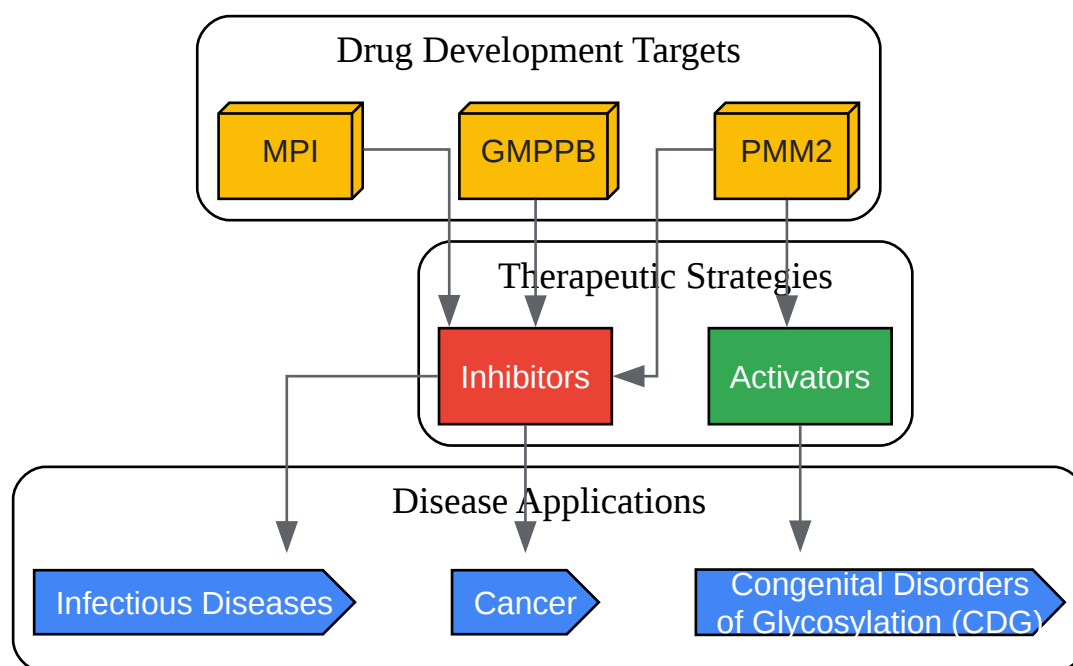 Drug Development Targets
MPI
GMPPB
PMM2
Therapeutic Strategies
Inhibitors
Activators
Disease Applications
Infectious Diseases
Cancer
Congenital Disorders
of Glycosylation (CDG)